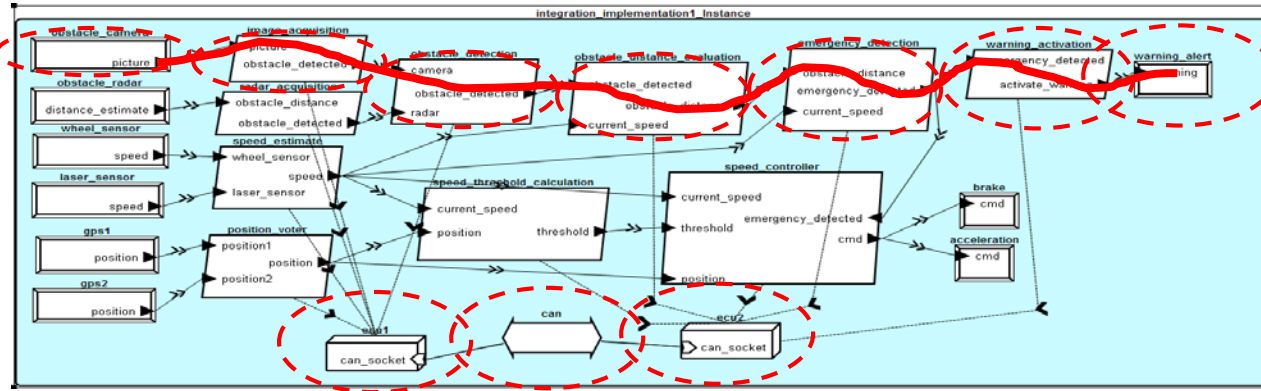 integration_implementation1_Instance
obstacle_camera
picture
image_acquisition
picture
obstacle_detected
obstacle_detection
camera
obstacle_detected
radar
obstacle_distance_evaluation
obstacle_detected
obstacle_distance
current_speed
emergency_detection
obstacle_distance
emergency_detected
current_speed
warning_activation
emergency_detected
activate_warning
warning_alert
obstacle_radar
distance_estimate
radar_acquisition
obstacle_distance
obstacle_detected
wheel_sensor
speed
laser_sensor
speed
speed_estimate
wheel_sensor
speed
laser_sensor
speed_threshold_calculation
current_speed
position
threshold
speed_controller
current_speed
emergency_detected
threshold
cmd
position
brake
cmd
acceleration
cmd
gps1
position
gps2
position
position_voter
position1
position
position2
ecu1
can_socket
can
ecu2
can_socket